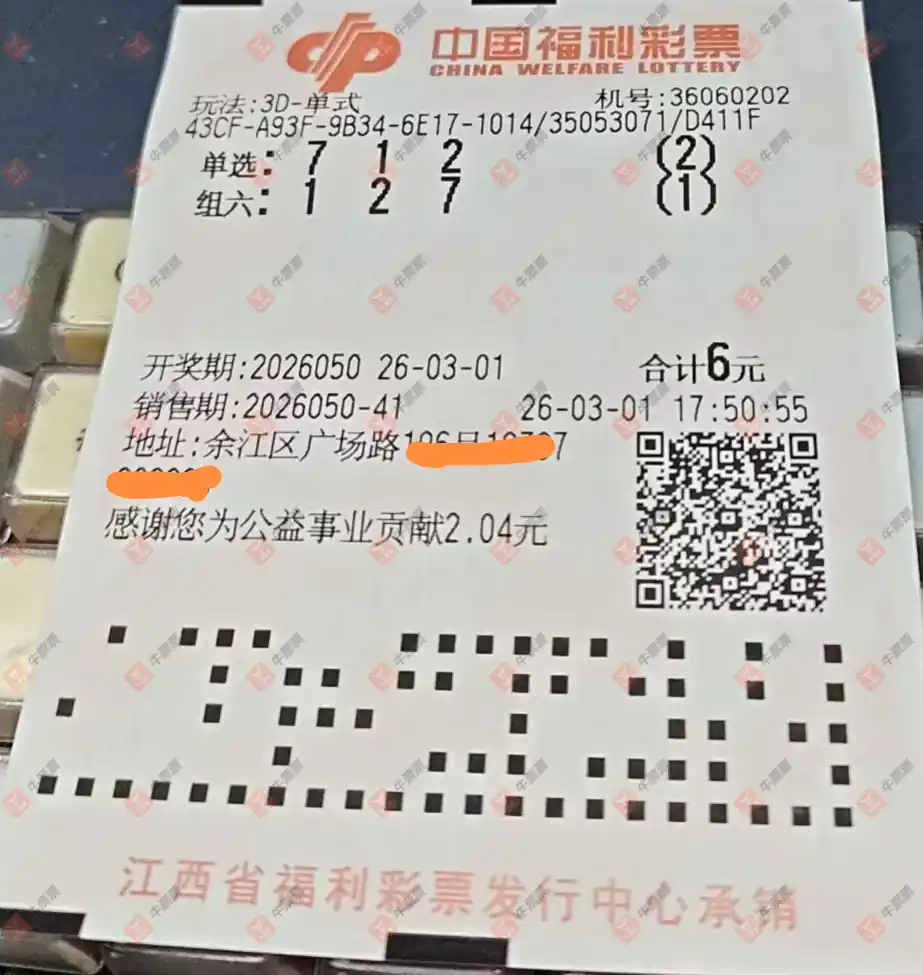 中国福利彩票
CHINA WELFARE LOTTERY
玩法:3D-单式 机号:36060202
43CF-A93F-9B34-6E17-1014/35053071/D411F
单选: 7 1 2 (2)
组六: 1 2 7 (1)
开奖期:2026050 26-03-01 合计6元
销售期:2026050-41 26-03-01 17:50:55
地址:余江区广场路
感谢您为公益事业贡献2.04元
江西省福利彩票发行中心承销
牛票票